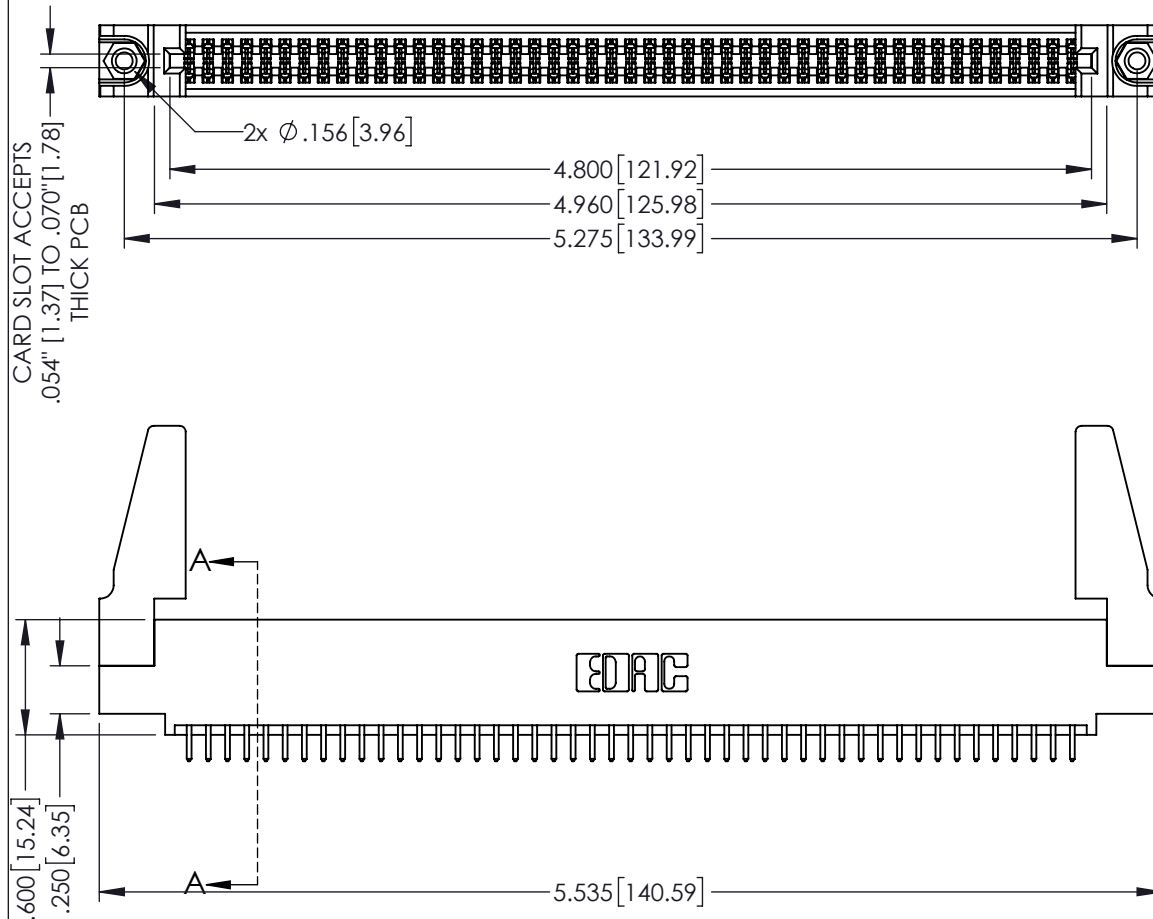 2x Ø .156[3.96]
4.800[121.92]
4.960[125.98]
5.275[133.99]
CARD SLOT ACCEPTS
.054" [1.37] TO .070"[1.78]
THICK PCB
A
EDAC
A
.600[15.24]
.250[6.35]
5.535[140.59]